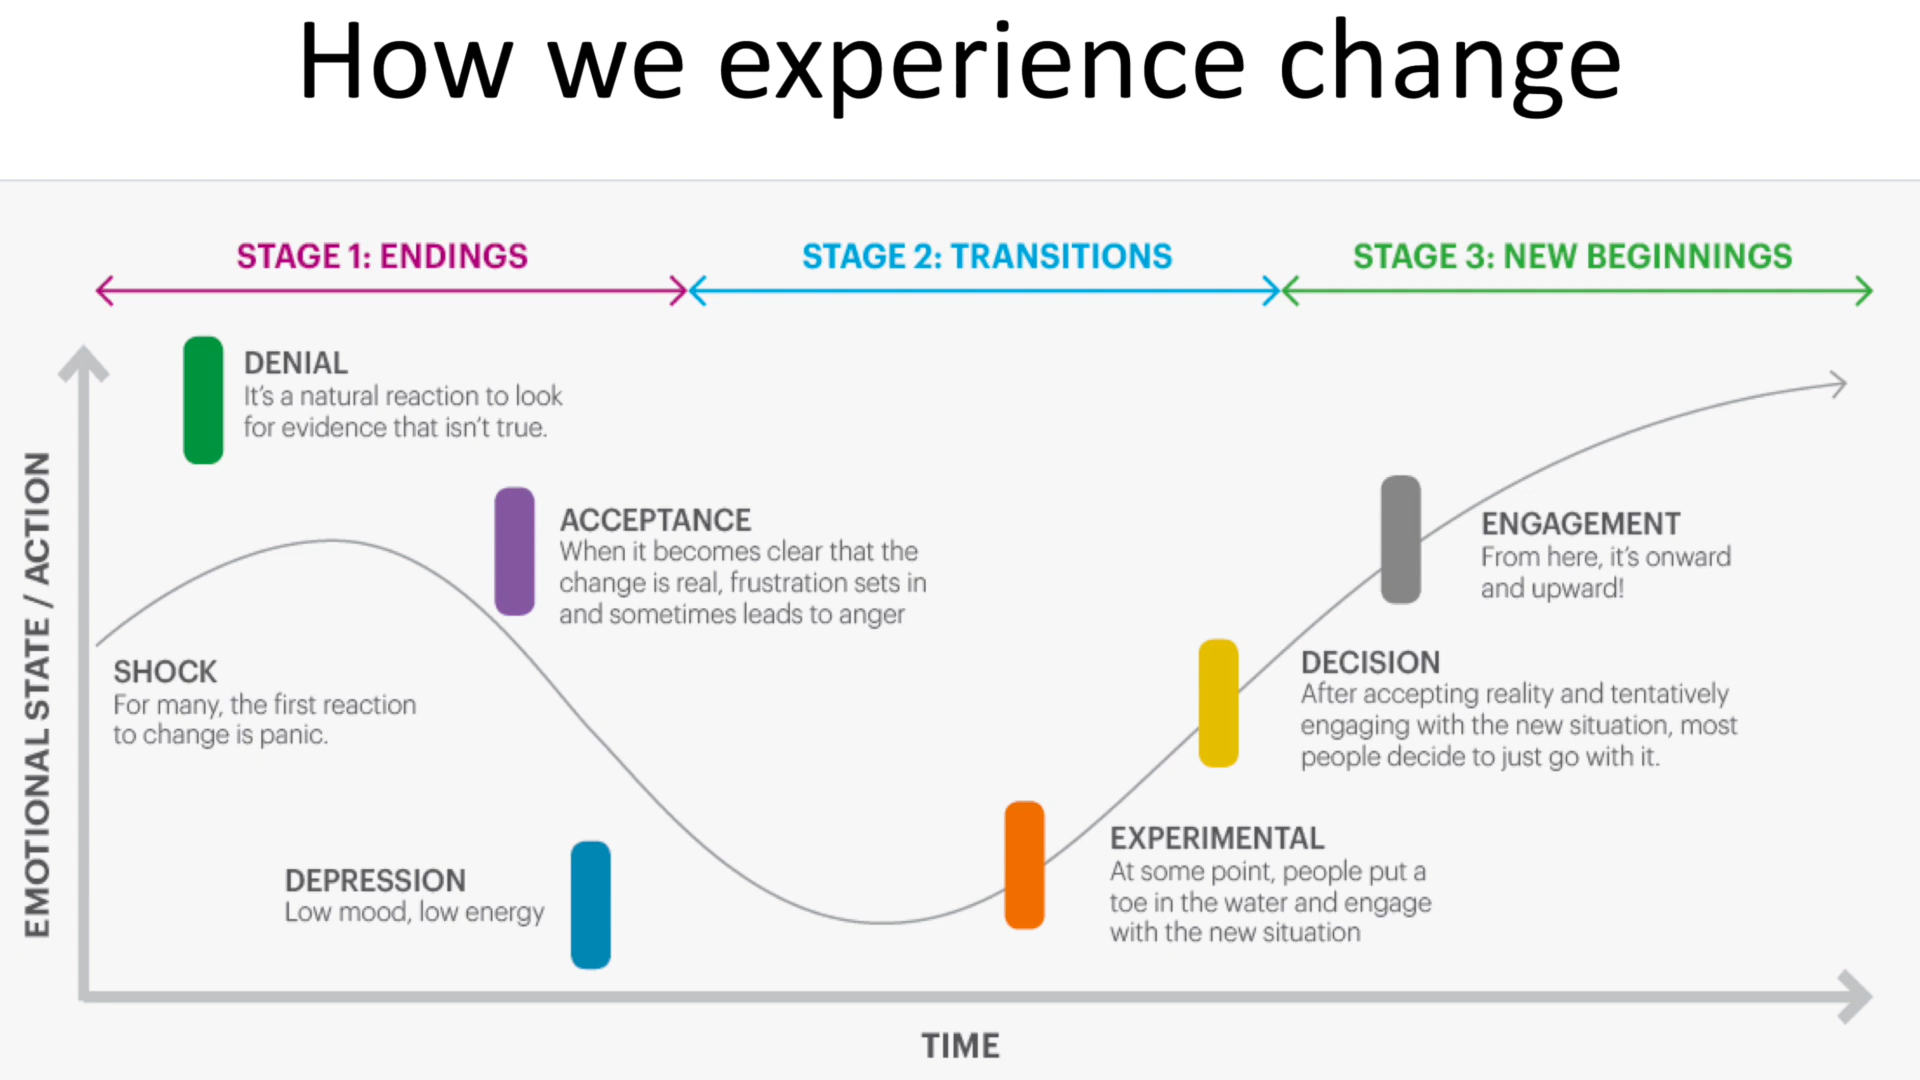 How we experience change
STAGE 1: ENDINGS
STAGE 2: TRANSITIONS
STAGE 3: NEW BEGINNINGS
EMOTIONAL STATE / ACTION
DENIAL
It's a natural reaction to look
for evidence that isn't true.
ACCEPTANCE
When it becomes clear that the
change is real, frustration sets in
and sometimes leads to anger
SHOCK
For many, the first reaction
to change is panic.
DEPRESSION
Low mood, low energy
ENGAGEMENT
From here, it's onward
and upward!
DECISION
After accepting reality and tentatively
engaging with the new situation, most
people decide to just go with it.
EXPERIMENTAL
At some point, people put a
toe in the water and engage
with the new situation
TIME